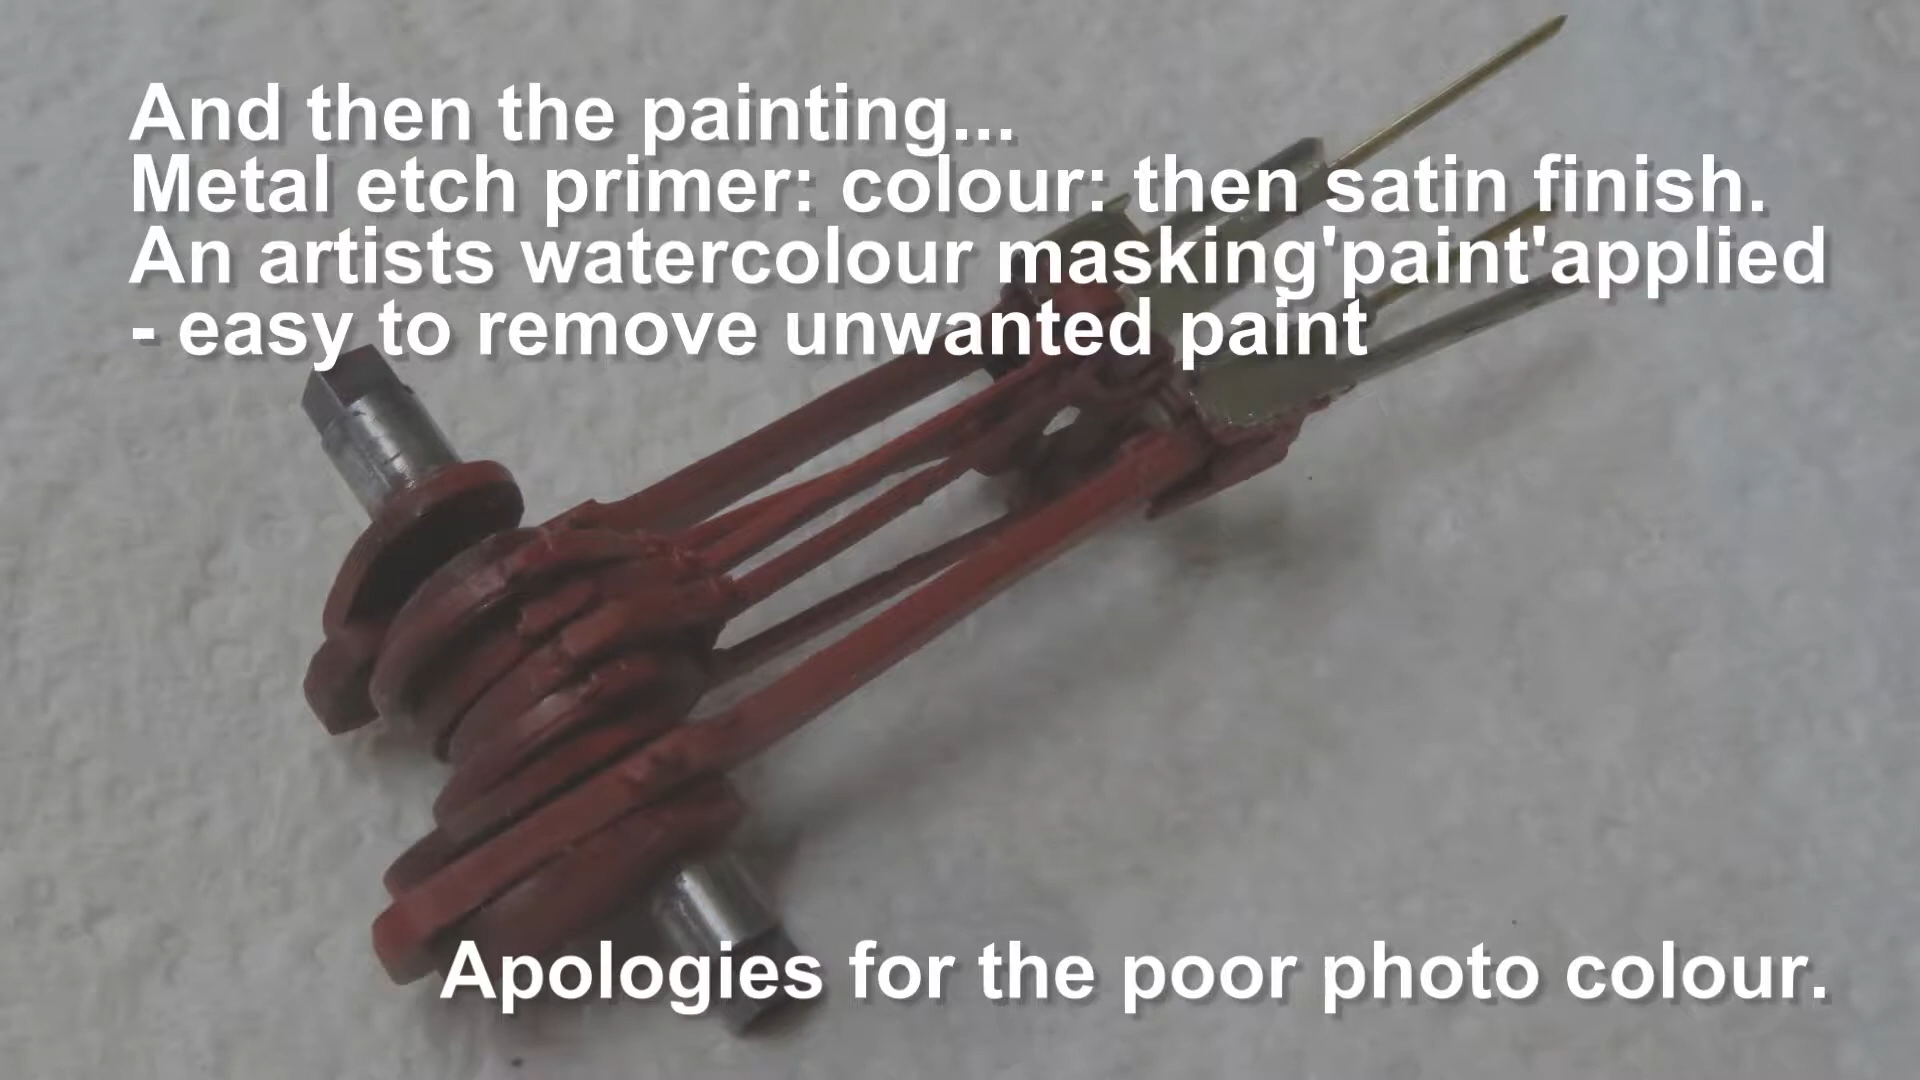 And then the painting...
Metal etch primer: colour: then satin finish.
An artists watercolour masking'paint'applied
- easy to remove unwanted paint
Apologies for the poor photo colour.